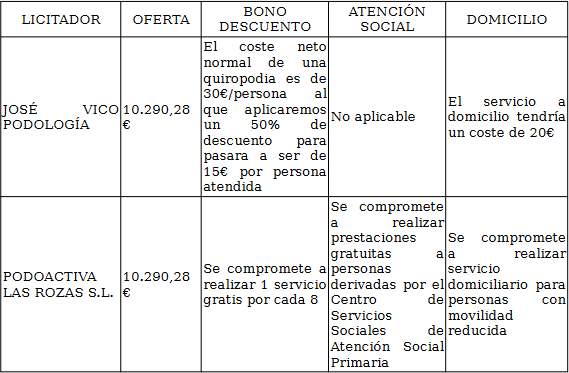 LICITADOR
OFERTA
BONO
DESCUENTO
ATENCIÓN
SOCIAL
DOMICILIO
JOSÉ VICO
PODOLOGÍA
10.290,28
€
El coste neto
normal de una
quiropodia es de
30€/persona al
que aplicaremos
un 50% de
descuento para
pasara a ser de
15€ por persona
atendida
No aplicable
El servicio a
domicilio tendría
un coste de 20€
PODOACTIVA
LAS ROZAS S.L.
10.290,28
€
Se compromete a
realizar 1 servicio
gratis por cada 8
Se compromete
a realizar
prestaciones
gratuitas a
personas
derivadas por el
Centro de
Servicios
Sociales de
Atención Social
Primaria
Se compromete
a realizar
servicio
domiciliario para
personas con
movilidad
reducida